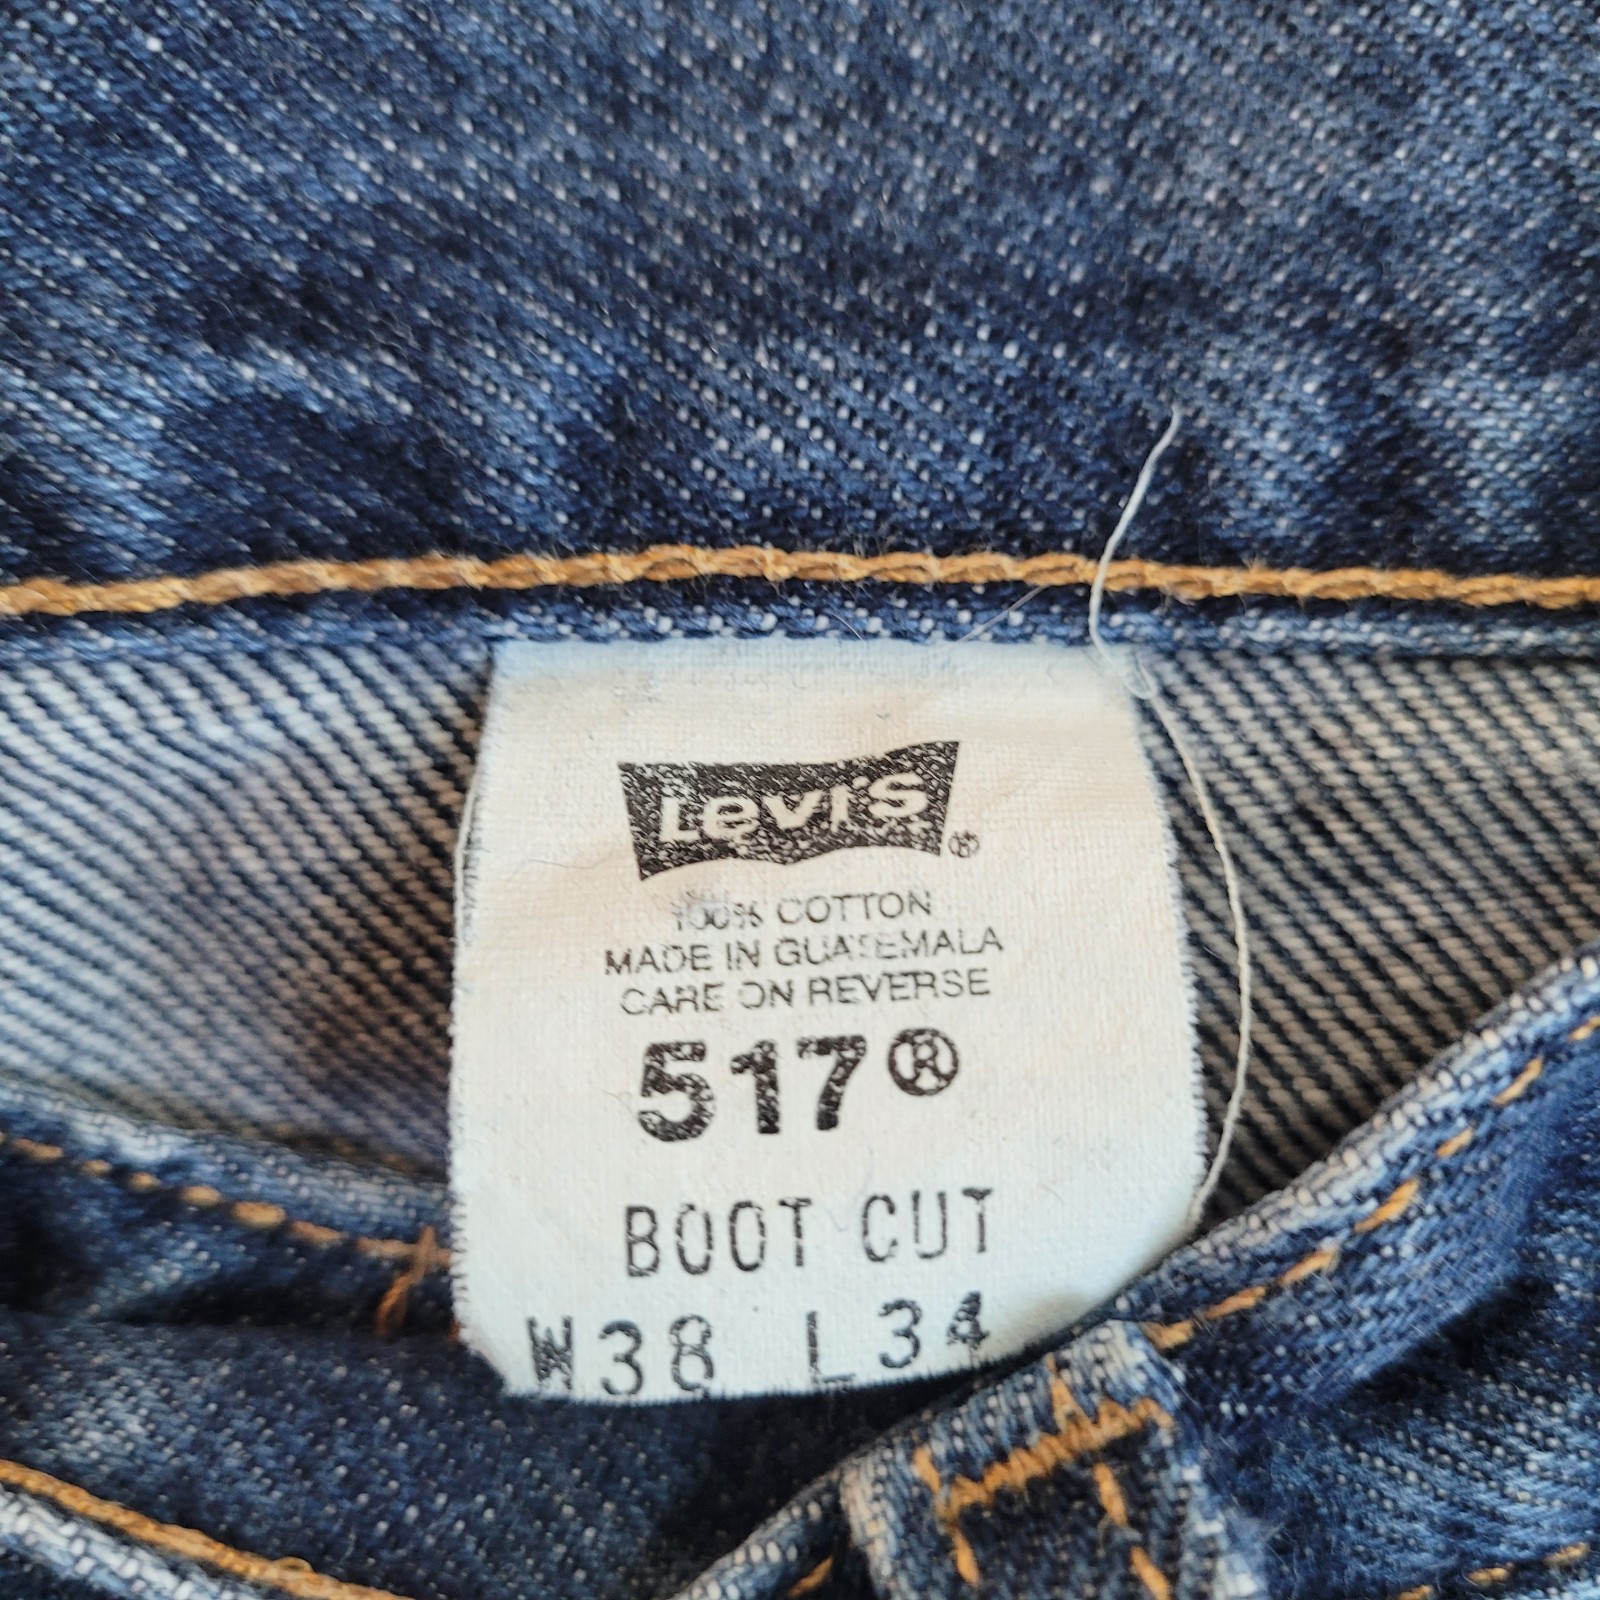 Levi's ®
100% COTTON
MADE IN GUATEMALA
CARE ON REVERSE
517®
BOOT CUT
W38 L34